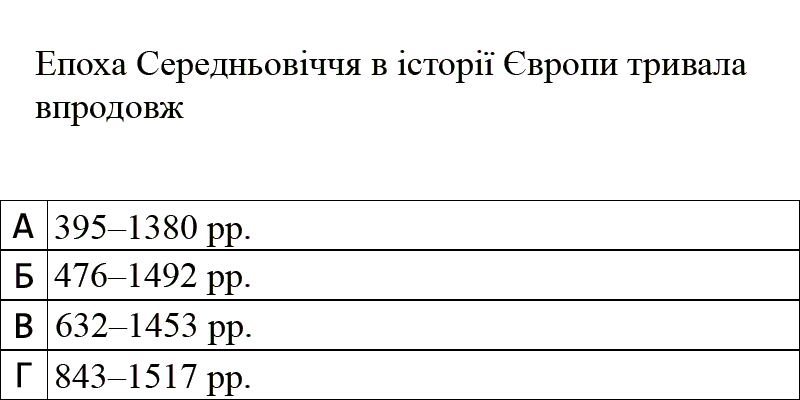 Епоха Середньовіччя в історії Європи тривала
впродовж
А 395–1380 рр.
Б 476–1492 рр.
В 632–1453 рр.
Г 843–1517 рр.